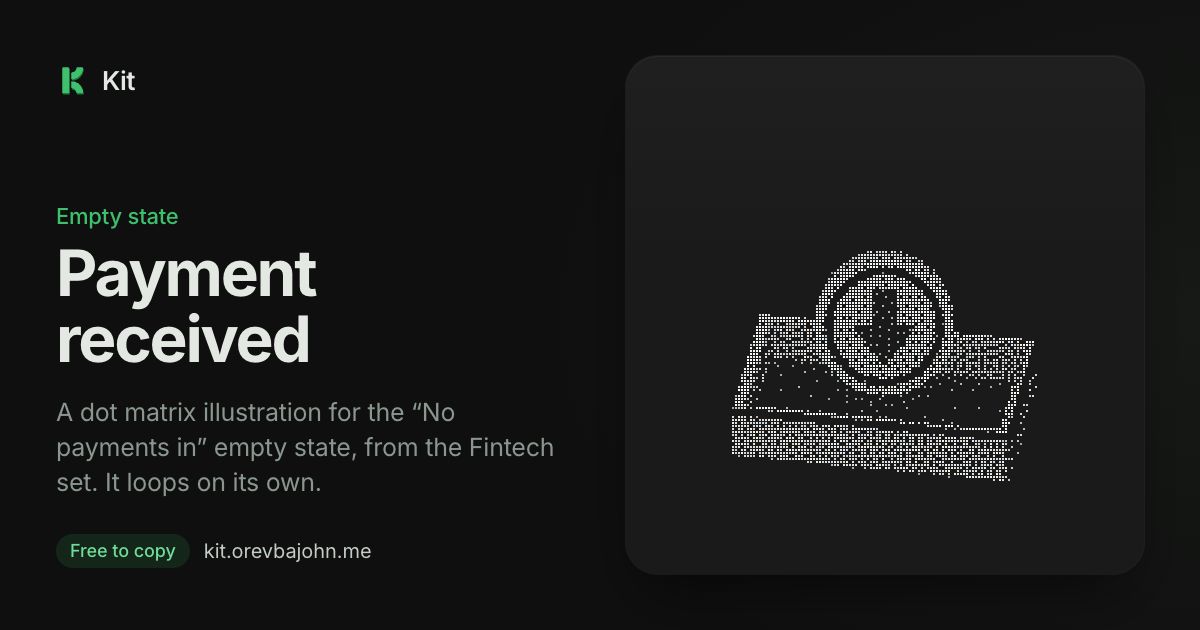 Kit
Empty state
Payment
received
A dot matrix illustration for the “No
payments in” empty state, from the Fintech
set. It loops on its own.
Free to copy
kit.orevbajohn.me